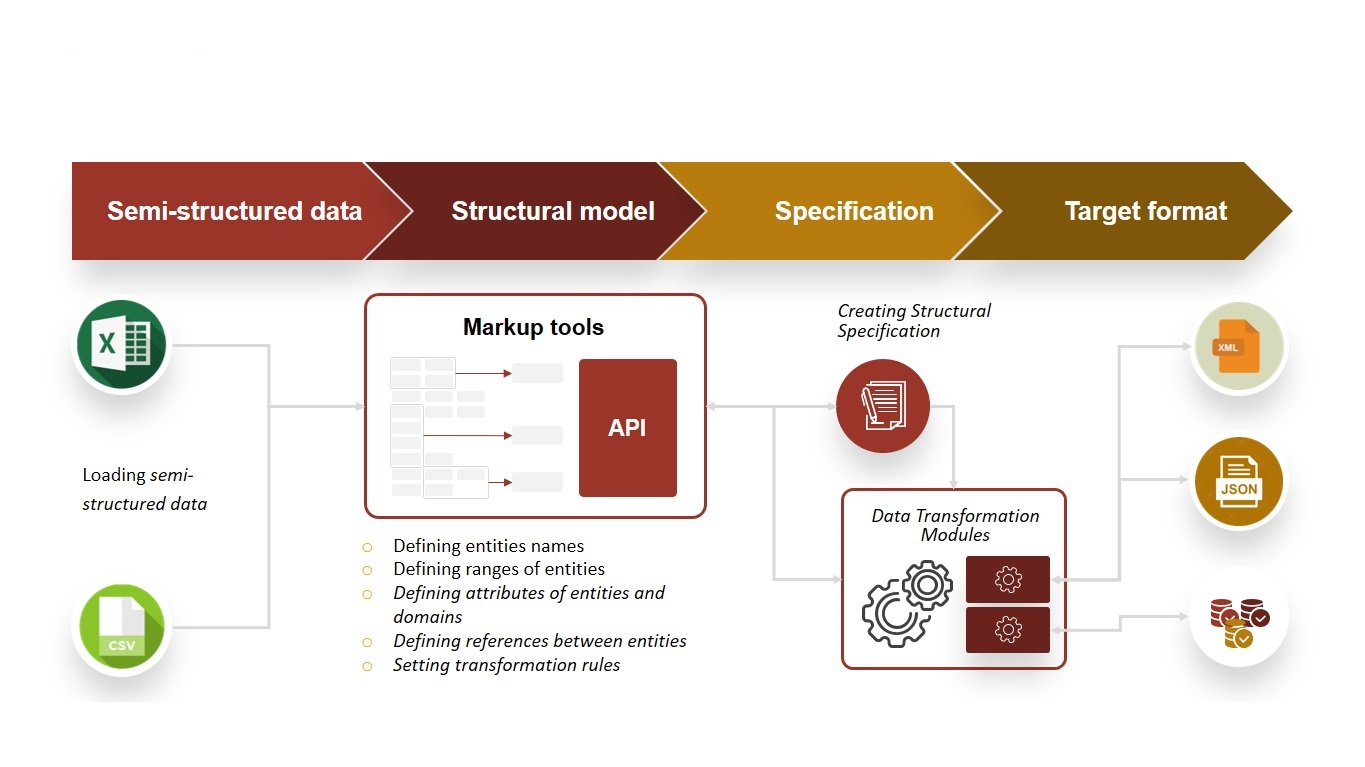 Semi-structured data
Structural model
Specification
Target format
X
Loading semi-
structured data
CSV
Markup tools
API
Defining entities names
Defining ranges of entities
Defining attributes of entities and
domains
Defining references between entities
Setting transformation rules
Creating Structural
Specification
Data Transformation
Modules
XML
JSON